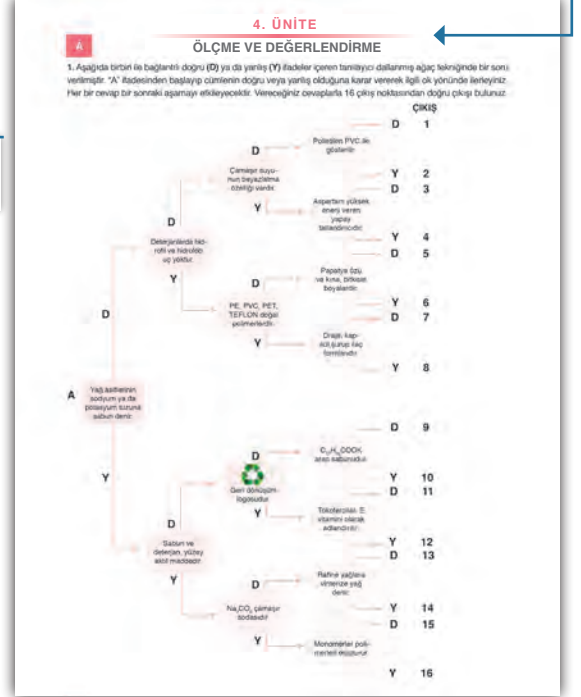 4. ÜNİTE
A
ÖLÇME VE DEĞERLENDİRME
1. Aşağıda birbiri ile bağlantılı doğru (D) ya da yanlış (Y) ifadeler içeren tanılayıcı dallanmış ağaç tekniğinde bir soru
verilmiştir. "A" ifadesinden başlayıp cümlenin doğru veya yanlış olduğuna karar vererek ilgili ok yönünde ilerleyiniz.
Her bir cevap bir sonraki aşamayı etkileyecektir. Vereceğiniz cevaplarla 16 çıkış noktasından doğru çıkışı bulunuz.
ÇIKIŞ
A
Yağ asitlerinin
sodyum ya da
potasyum tuzuna
sabun denir.
D
Y
Deterjanlarda hid-
rofil ve hidrofob
uç yoktur.
D
Y
Çamaşır suyu-
nun beyazlatma
özelliği vardır.
D
Y
Polietilen PVC ile
gösterilir.
D 1
Y 2
Aspartam yüksek
enerji veren
yapay
tatlandırıcıdır.
D 3
Y 4
PE, PVC, PET,
TEFLON doğal
polimerlerdir.
D
Y
Papatya özü
ve kına, bitkisel
boyalardır.
D 5
Y 6
Draje, kap-
sül, şurup ilaç
formlarıdır.
D 7
Y 8
Sabun ve
deterjan, yüzey
aktif maddedir.
D
Y
Geri dönüşüm
logosudur.
D
Y
COOK
arap sabunudur.
D 9
Y 10
Tokoferoller, E
vitamini olarak
adlandırılır.
D 11
Y 12
Na₂CO₃ çamaşır
sodasıdır.
D
Y
Rafine yağlara
vinterize yağ
denir.
D 13
Y 14
Monomerler poli-
merleri oluşturur.
D 15
Y 16